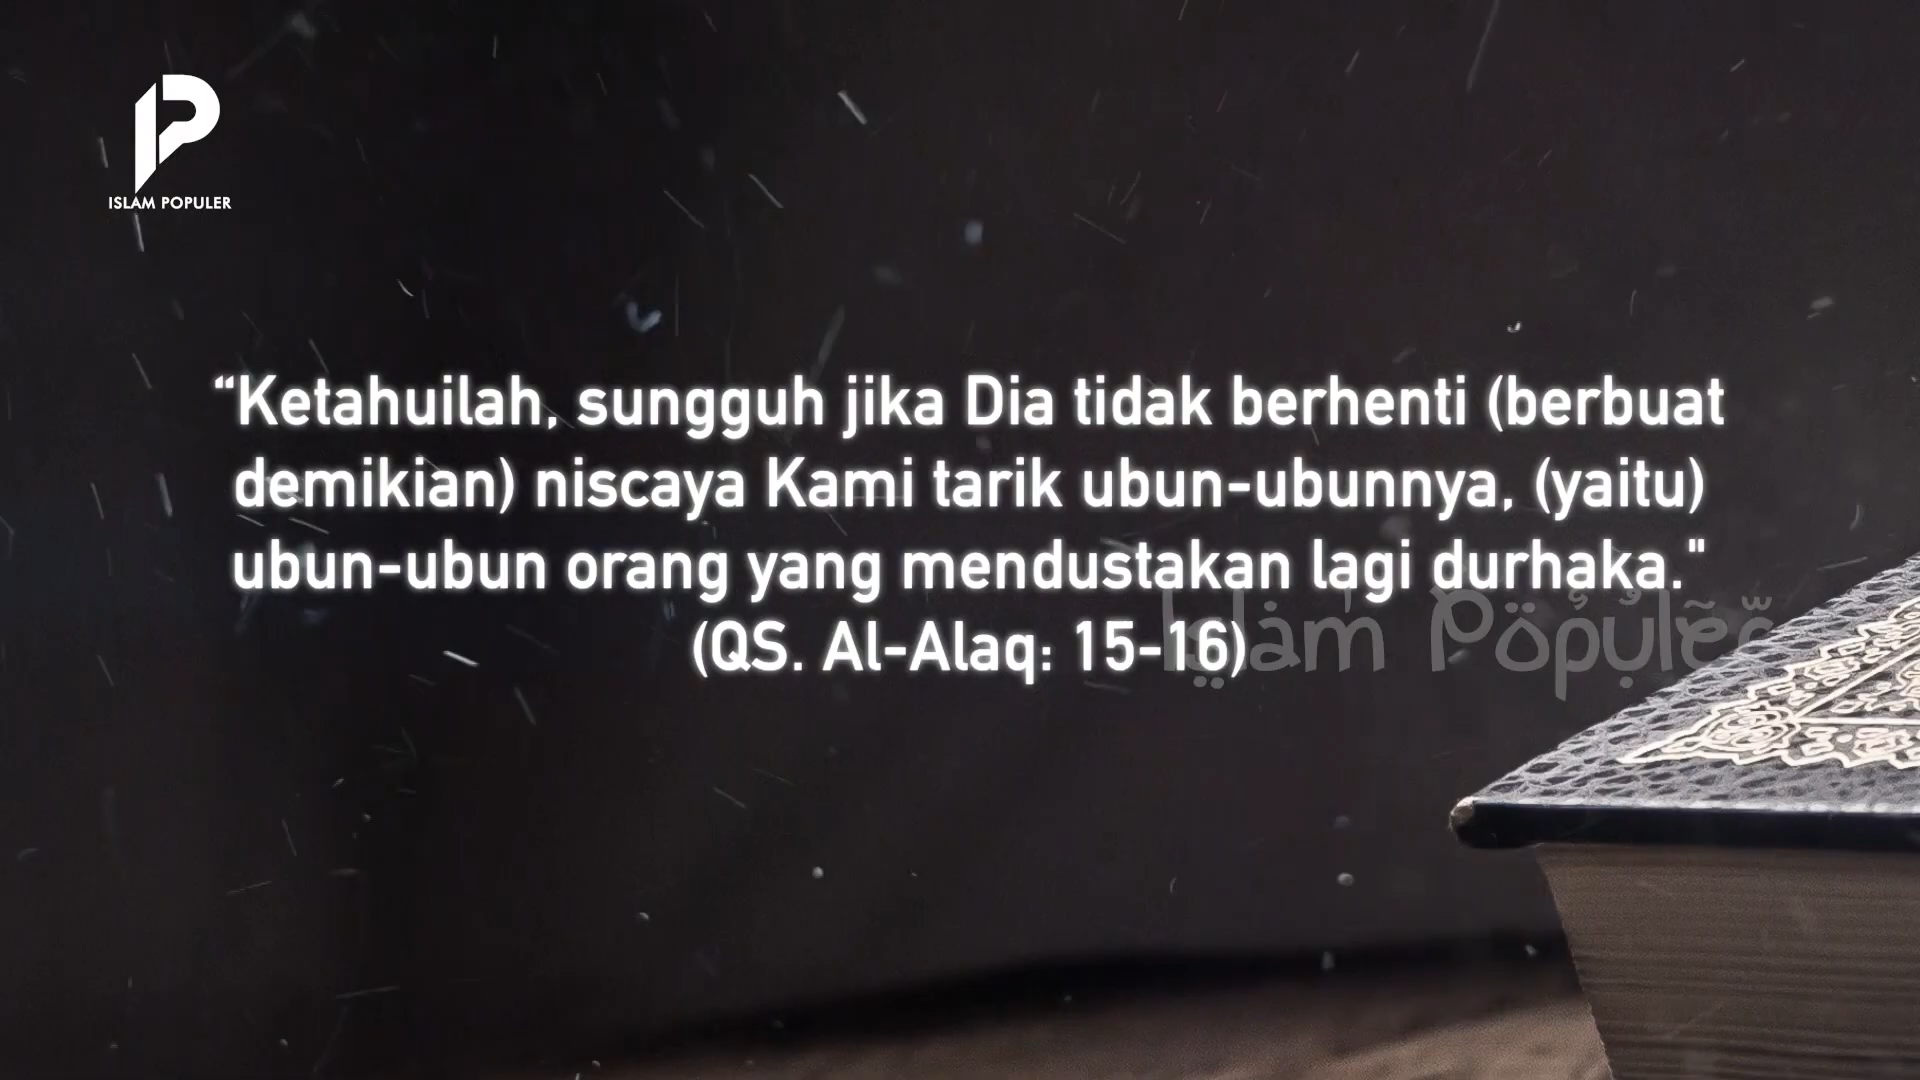 ISLAM POPULER
“Ketahuilah, sungguh jika Dia tidak berhenti (berbuat
demikian) niscaya Kami tarik ubun-ubunnya, (yaitu)
ubun-ubun orang yang mendustakan lagi durhaka."
(QS. Al-Alaq: 15-16)
Islam Populer